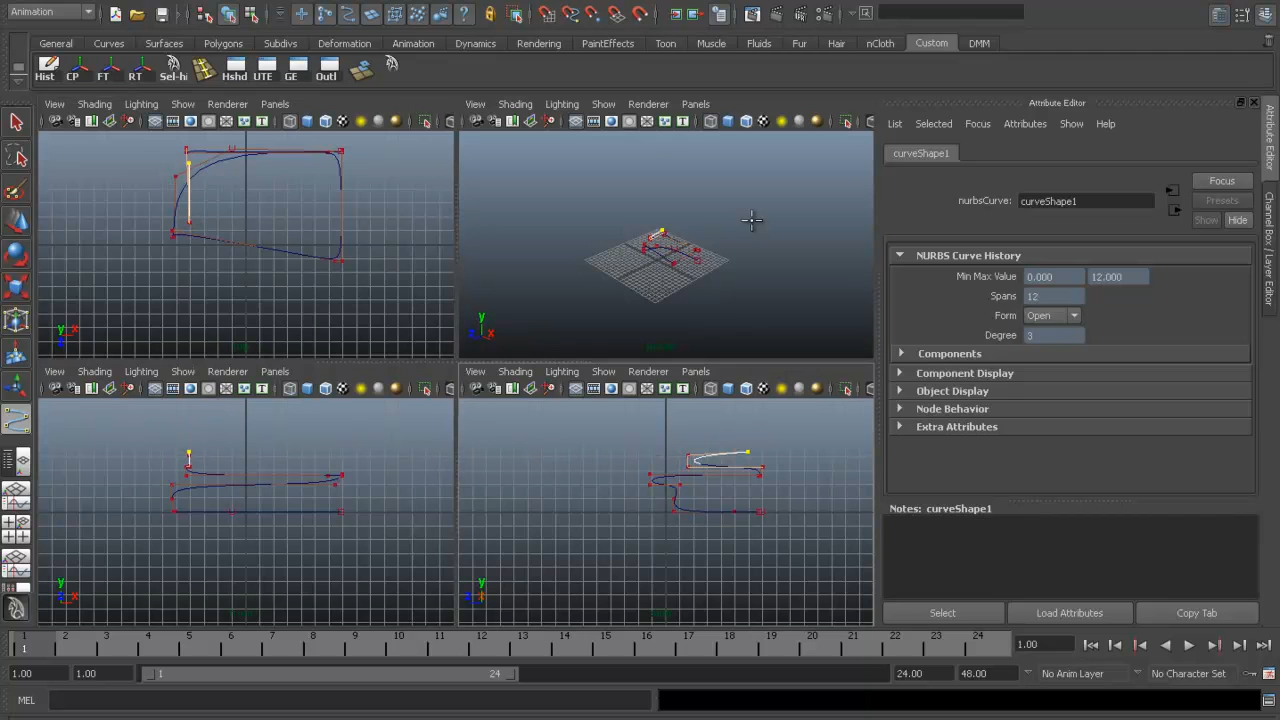 Animation
General Curves Surfaces Polygons Subdivs Deformation Animation Dynamics Rendering PaintEffects Toon Muscle Fluids Fur Hair nCloth Custom DMM
Hist CP FT RT Sel-h Hshd UTE GE Outl
View Shading Lighting Show Renderer Panels
View Shading Lighting Show Renderer Panels
y
x
z
y
z x
View Shading Lighting Show Renderer Panels
View Shading Lighting Show Renderer Panels
y
z x
y
z
Attribute Editor
List Selected Focus Attributes Show Help
curveShape1
Focus
nurbsCurve: curveShape1
Presets
Show Hide
NURBS Curve History
Min Max Value 0.000 12.000
Spans 12
Form Open
Degree 3
Components
Component Display
Object Display
Node Behavior
Extra Attributes
Notes: curveShape1
Select Load Attributes Copy Tab
Attribute Editor
Channel Box / Layer Editor
1 2 3 4 5 6 7 8 9 10 11 12 13 14 15 16 17 18 19 20 21 22 23 24
1
1.00
1.00 1.00 1 24 24.00 48.00 No Anim Layer No Character Set
MEL